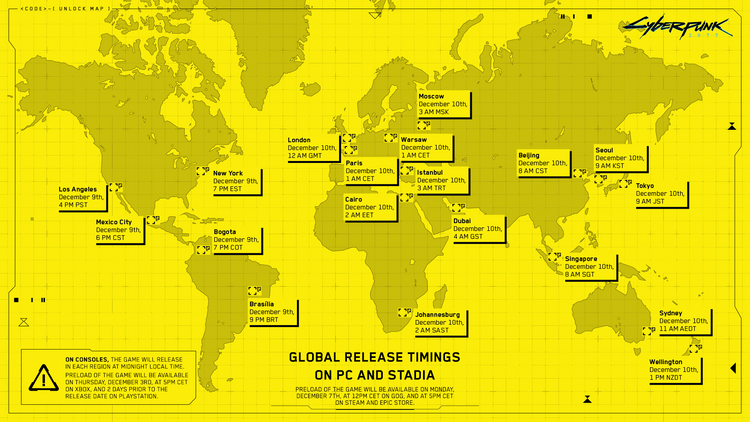 <CODE>-[ UNLOCK MAP ]
Cyberpunk
Moscow
December 10th,
3 AM MSK
London
December 10th,
12 AM GMT
Warsaw
December 10th,
1 AM CET
Paris
December 10th,
1 AM CET
Istanbul
December 10th,
3 AM TRT
Beijing
December 10th,
8 AM CST
Seoul
December 10th,
9 AM KST
Tokyo
December 10th,
9 AM JST
New York
December 9th,
7 PM EST
Los Angeles
December 9th,
4 PM PST
Mexico City
December 9th,
6 PM CST
Bogota
December 9th,
7 PM COT
Cairo
December 10th,
2 AM EET
Dubai
December 10th,
4 AM GST
Singapore
December 10th,
8 AM SGT
Brasília
December 9th,
9 PM BRT
Johannesburg
December 10th,
2 AM SAST
Sydney
December 10th,
11 AM AEDT
Wellington
December 10th,
1 PM NZDT
ON CONSOLES, THE GAME WILL RELEASE
IN EACH REGION AT MIDNIGHT LOCAL TIME.
PRELOAD OF THE GAME WILL BE AVAILABLE
ON THURSDAY, DECEMBER 3RD, AT 5PM CET
ON XBOX, AND 2 DAYS PRIOR TO THE
RELEASE DATE ON PLAYSTATION.
GLOBAL RELEASE TIMINGS
ON PC AND STADIA
PRELOAD OF THE GAME WILL BE AVAILABLE ON MONDAY,
DECEMBER 7TH, AT 12PM CET ON GOG, AND AT 5PM CET
ON STEAM AND EPIC STORE.